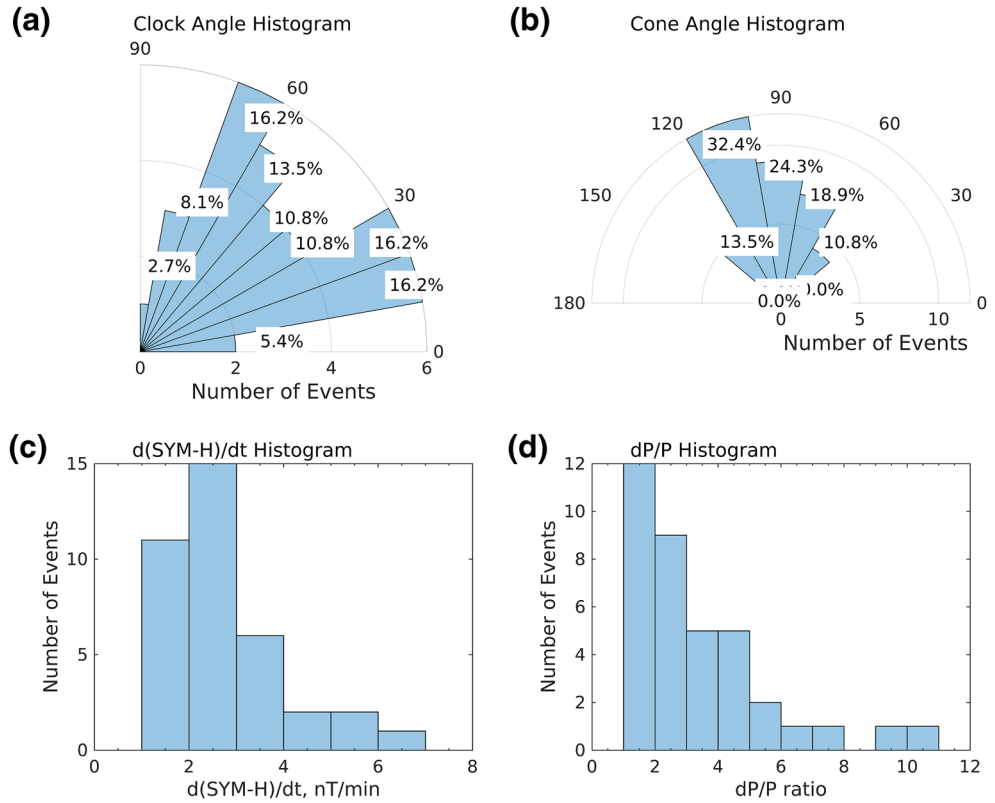 (a)
Clock Angle Histogram
90
60
30
0
16.2%
13.5%
8.1%
10.8%
10.8%
16.2%
2.7%
16.2%
5.4%
0 2 4 6
Number of Events
(b)
Cone Angle Histogram
90
120 60
150 30
180 0
32.4%
24.3%
18.9%
13.5% 10.8%
0.0%
0 5 10
Number of Events
(c)
d(SYM-H)/dt Histogram
15
10
5
0
Number of Events
0 2 4 6 8
d(SYM-H)/dt, nT/min
(d)
dP/P Histogram
12
10
8
6
4
2
0
Number of Events
0 2 4 6 8 10 12
dP/P ratio